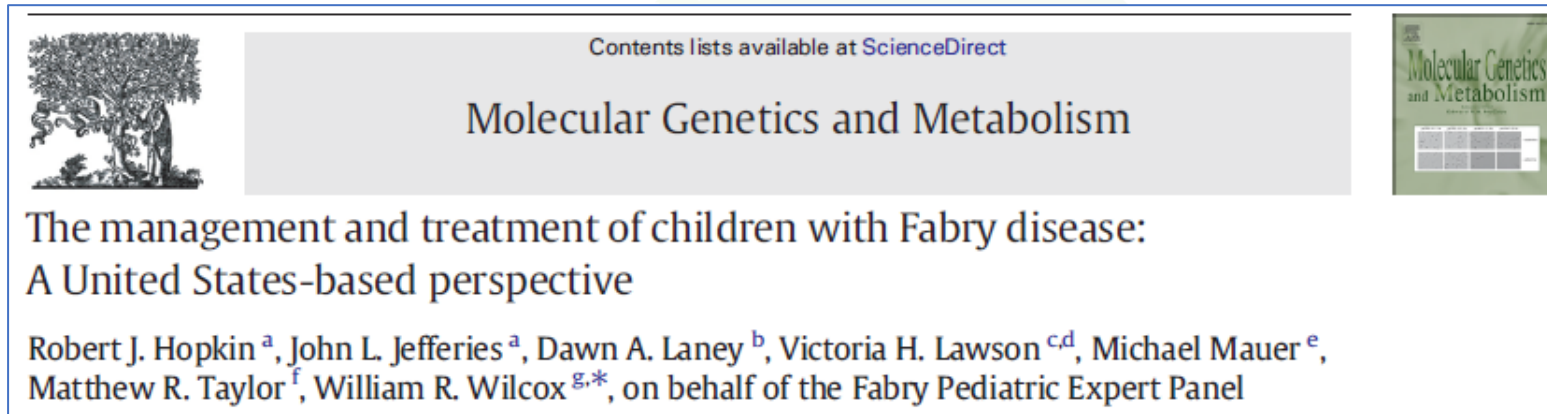 Contents lists available at ScienceDirect
Molecular Genetics and Metabolism
Molecular Genetics
and Metabolism
The management and treatment of children with Fabry disease:
A United States-based perspective
Robert J. Hopkin a, John L. Jefferies a, Dawn A. Laney b, Victoria H. Lawson c,d, Michael Mauer e,
Matthew R. Taylor f, William R. Wilcox g,*, on behalf of the Fabry Pediatric Expert Panel